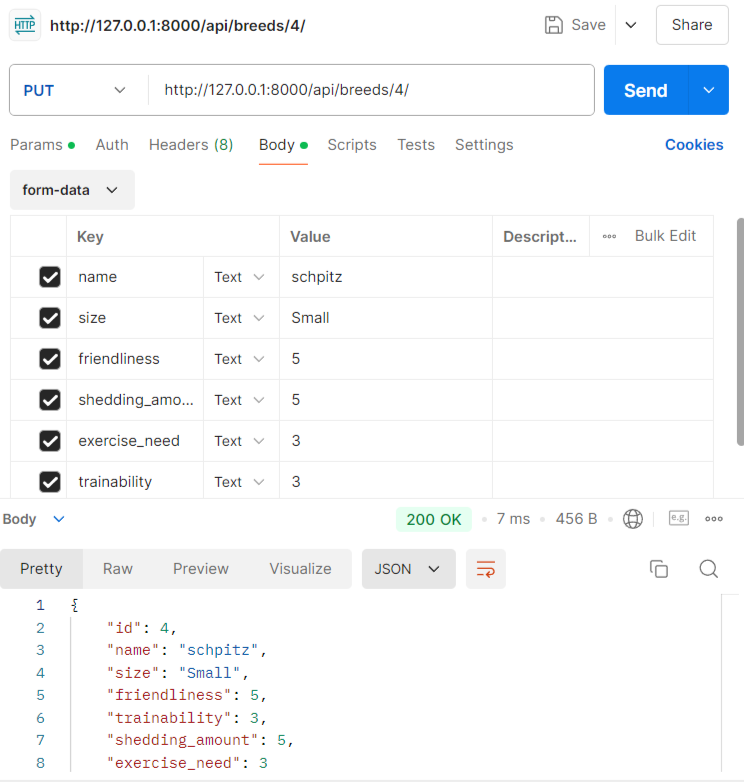 HTTP http://127.0.0.1:8000/api/breeds/4/ Save Share
PUT http://127.0.0.1:8000/api/breeds/4/ Send
Params Auth Headers (8) Body Scripts Tests Settings Cookies
form-data
Key Value Descript... Bulk Edit
name Text schpitz
size Text Small
friendliness Text 5
shedding_amo... Text 5
exercise_need Text 3
trainability Text 3
Body 200 OK 7 ms 456 B e.g.
Pretty Raw Preview Visualize JSON
1 {
2 "id": 4,
3 "name": "schpitz",
4 "size": "Small",
5 "friendliness": 5,
6 "trainability": 3,
7 "shedding_amount": 5,
8 "exercise_need": 3